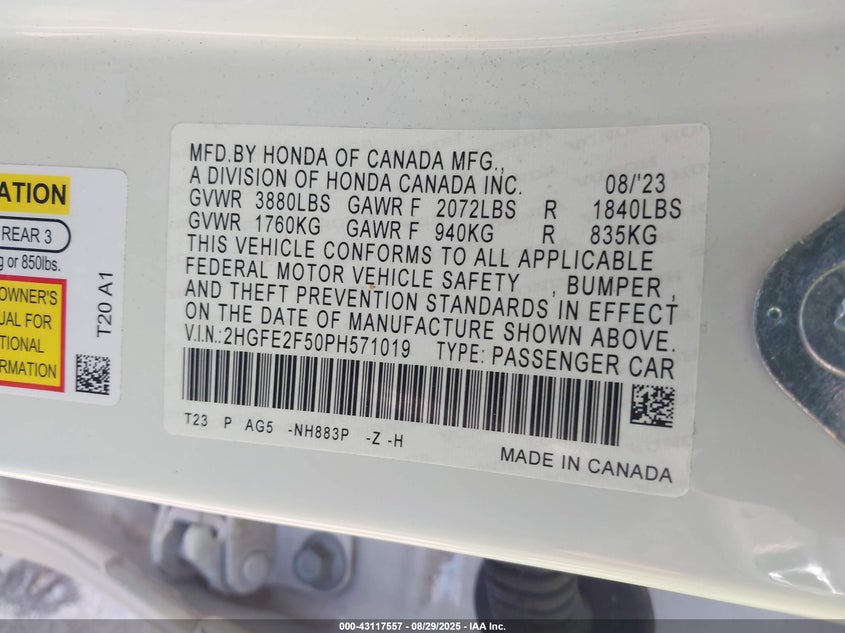 MFD.BY HONDA OF CANADA MFG.,
A DIVISION OF HONDA CANADA INC. 08/'23
GVWR 3880LBS GAWR F 2072LBS R 1840LBS
GVWR 1760KG GAWR F 940KG R 835KG
THIS VEHICLE CONFORMS TO ALL APPLICABLE
FEDERAL MOTOR VEHICLE SAFETY , BUMPER ,
AND THEFT PREVENTION STANDARDS IN EFFECT
ON THE DATE OF MANUFACTURE SHOWN ABOVE.
V.I.N.:2HGFE2F50PH571019 TYPE: PASSENGER CAR
T23 P AG5 -NH883P -Z -H
MADE IN CANADA
ATION
REAR 3
g or 850lbs.
OWNER'S
UAL FOR
TIONAL
ORMATION
T20 A1
000-43117557 - 08/29/2025 - IAA Inc.